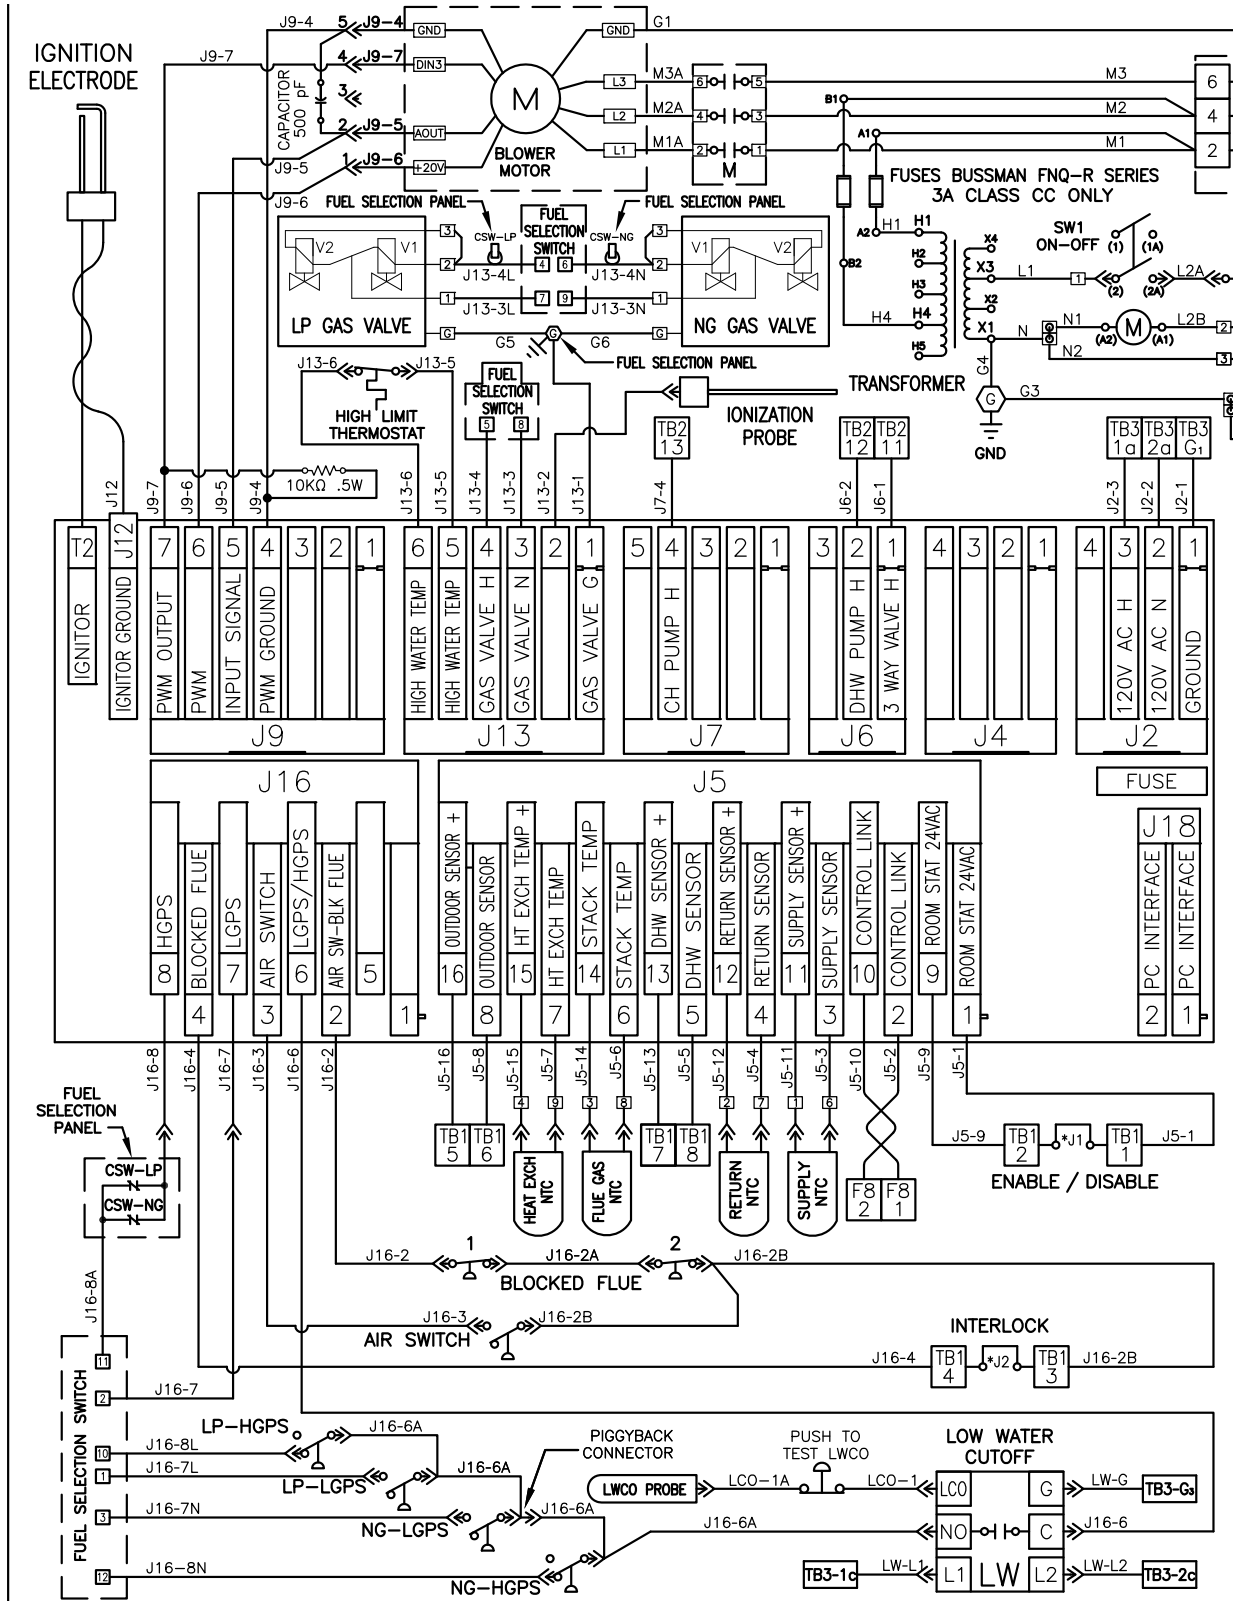 IGNITION
ELECTRODE
J9-7
J9-4
5
J9-4
4
J9-7
3
2
J9-5
1
J9-6
CAPACITOR
500 pF
J9-5
J9-6
GND
DIN3
AOUT
+20V
M
BLOWER
MOTOR
GND
L3
L2
L1
G1
M3A
M2A
M1A
6
5
4
3
2
1
M
M3
M2
M1
6
4
2
B1
A1
FUSES BUSSMAN FNQ-R SERIES
3A CLASS CC ONLY
A2
B2
H1
H4
H1
H2
H3
H4
H5
X4
X3
X2
X1
TRANSFORMER
SW1
ON-OFF
(1)
(1A)
(2)
(2A)
L1
1
L2A
N
N1
(A2)
M
(A1)
L2B
2
N2
3
G4
G
G3
GND
FUEL SELECTION PANEL
FUEL SELECTION PANEL
FUEL
SELECTION
SWITCH
CSW-LP
CSW-NG
V2
V1
3
2
1
G
LP GAS VALVE
J13-4L
4
6
J13-4N
J13-3L
7
9
J13-3N
3
2
1
G
V1
V2
NG GAS VALVE
G5
G
G6
FUEL SELECTION PANEL
J13-6
J13-5
HIGH LIMIT
THERMOSTAT
FUEL
SELECTION
SWITCH
5
8
IONIZATION
PROBE
TB2
13
TB2
12
TB2
11
TB3
1a
TB3
2a
TB3
G1
10KΩ .5W
J12
J9-7
J9-6
J9-5
J9-4
J13-6
J13-5
J13-4
J13-3
J13-2
J13-1
J7-4
J6-2
J6-1
J2-3
J2-2
J2-1
T2
IGNITOR
J12
IGNITOR GROUND
7
PWM OUTPUT
6
PWM
5
INPUT SIGNAL
4
PWM GROUND
3
2
1
J9
6
HIGH WATER TEMP
5
HIGH WATER TEMP
4
GAS VALVE H
3
GAS VALVE N
2
1
GAS VALVE G
J13
5
4
CH PUMP H
3
2
1
J7
3
2
DHW PUMP H
1
3 WAY VALVE H
J6
4
3
2
1
J4
4
3
120V AC H
2
120V AC N
1
GROUND
J2
J16
8
HGPS
4
BLOCKED FLUE
7
LGPS
3
AIR SWITCH
6
LGPS/HGPS
2
AIR SW-BLK FLUE
5
1
J5
16
OUTDOOR SENSOR +
8
OUTDOOR SENSOR
15
HT EXCH TEMP +
7
HT EXCH TEMP
14
STACK TEMP
6
STACK TEMP
13
DHW SENSOR +
5
DHW SENSOR
12
RETURN SENSOR +
4
RETURN SENSOR
11
SUPPLY SENSOR +
3
SUPPLY SENSOR
10
CONTROL LINK
2
CONTROL LINK
9
ROOM STAT 24VAC
1
ROOM STAT 24VAC
FUSE
J18
2
PC INTERFACE
1
PC INTERFACE
J16-8
J16-4
J16-7
J16-3
J16-6
J16-2
J5-16
J5-8
J5-15
J5-7
J5-14
J5-6
J5-13
J5-5
J5-12
J5-4
J5-11
J5-3
J5-10
J5-2
J5-9
J5-1
4
9
3
8
2
7
1
6
TB1
5
TB1
6
HEAT EXCH
NTC
FLUE GAS
NTC
TB1
7
TB1
8
RETURN
NTC
SUPPLY
NTC
F8
2
F8
1
J5-9
TB1
2
*J1
TB1
1
J5-1
ENABLE / DISABLE
FUEL
SELECTION
PANEL
CSW-LP
CSW-NG
J16-8A
J16-2
1
J16-2A
2
J16-2B
BLOCKED FLUE
J16-3
J16-2B
AIR SWITCH
INTERLOCK
J16-4
TB1
4
*J2
TB1
3
J16-2B
FUEL SELECTION SWITCH
11
2
10
1
3
12
J16-7
J16-8L
J16-7L
J16-7N
J16-8N
LP-HGPS
J16-6A
LP-LGPS
J16-6A
NG-LGPS
J16-6A
NG-HGPS
PIGGYBACK
CONNECTOR
LWCO PROBE
LCO-1A
PUSH TO
TEST LWCO
LCO-1
J16-6A
LOW WATER
CUTOFF
LCO
G
NO
C
L1
LW
L2
LW-G
TB3-G3
J16-6
TB3-1c
LW-L1
LW-L2
TB3-2c